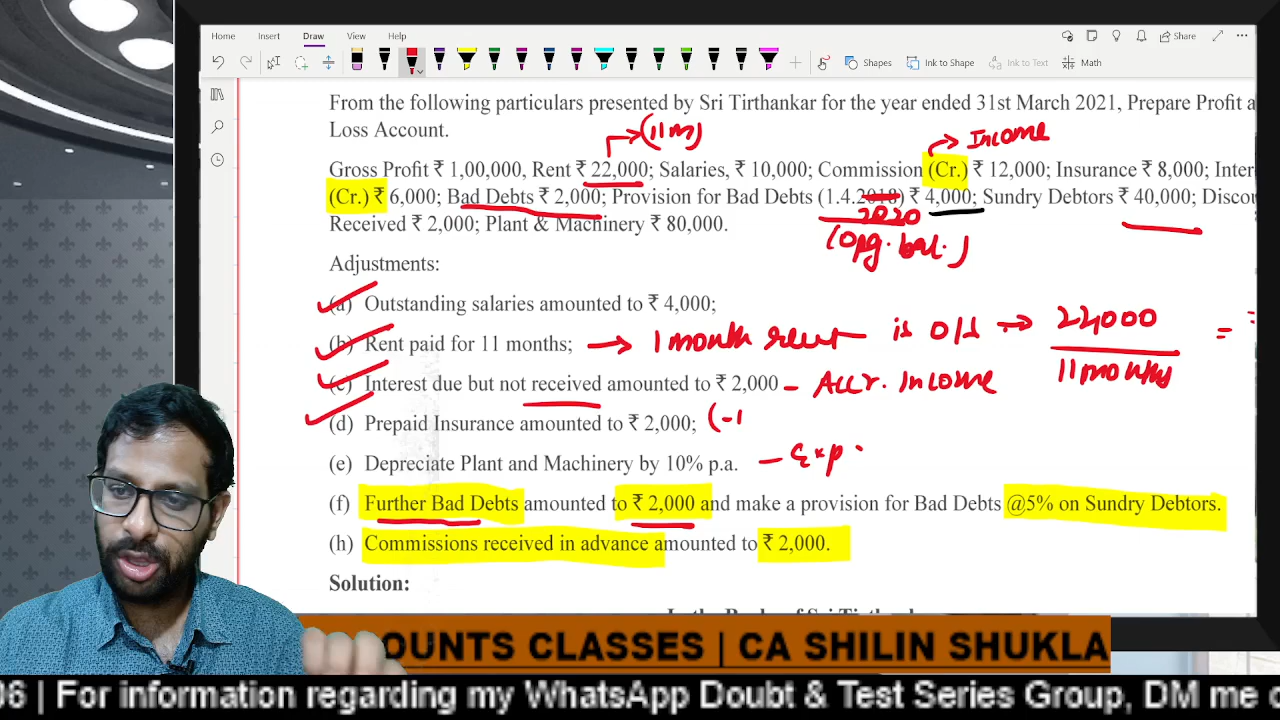 Home Insert Draw View Help Share
Shapes Ink to Shape Ink to Text Math
From the following particulars presented by Sri Tirthankar for the year ended 31st March 2021, Prepare Profit a
Loss Account.
(11m)
Income
Gross Profit ₹ 1,00,000, Rent ₹ 22,000; Salaries, ₹ 10,000; Commission (Cr.) ₹ 12,000; Insurance ₹ 8,000; Inter
(Cr.) ₹ 6,000; Bad Debts ₹ 2,000; Provision for Bad Debts (1.4.2018) ₹ 4,000; Sundry Debtors ₹ 40,000; Discou
2020
Received ₹ 2,000; Plant & Machinery ₹ 80,000.
(opg. bal.)
Adjustments:
(a) Outstanding salaries amounted to ₹ 4,000;
(b) Rent paid for 11 months; → 1 month rent is o/s → 22,000
=
11 months
(c) Interest due but not received amounted to ₹ 2,000 - Accr. Income
(d) Prepaid Insurance amounted to ₹ 2,000; (-1
(e) Depreciate Plant and Machinery by 10% p.a. - Exp.
(f) Further Bad Debts amounted to ₹ 2,000 and make a provision for Bad Debts @5% on Sundry Debtors.
(h) Commissions received in advance amounted to ₹ 2,000.
Solution:
OUNTS CLASSES | CA SHILIN SHUKLA
06 | For information regarding my WhatsApp Doubt & Test Series Group, DM me o